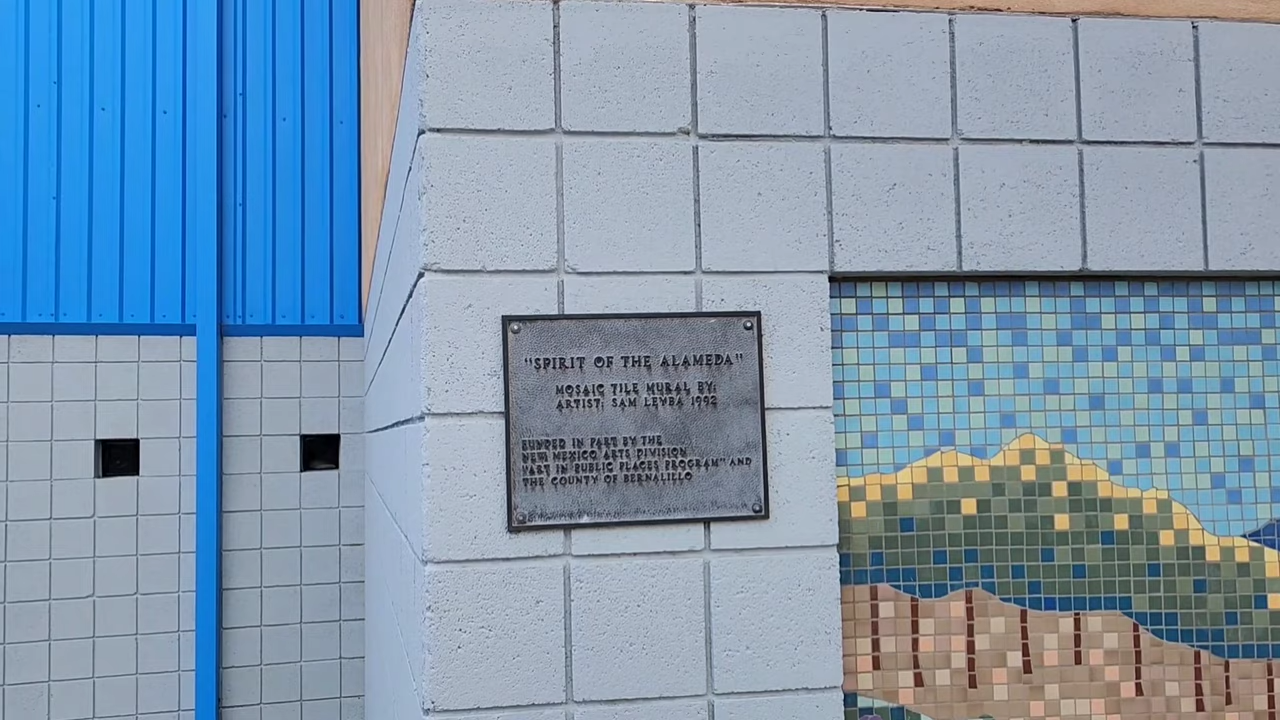 "SPIRIT OF THE ALAMEDA"
MOSAIC TILE MURAL BY:
ARTIST: SAM LEYBA 1992
FUNDED IN PART BY THE
NEW MEXICO ARTS DIVISION
"ART IN PUBLIC PLACES PROGRAM" AND
THE COUNTY OF BERNALILLO